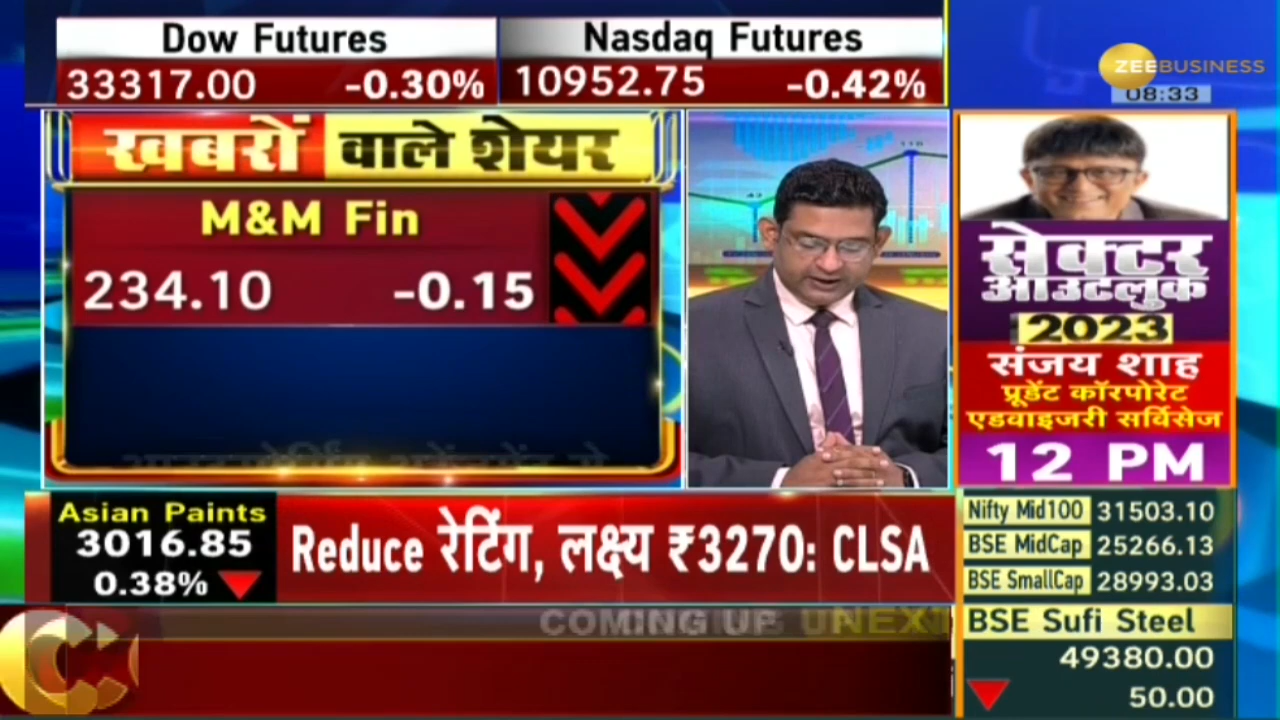 Dow Futures
33317.00 -0.30%
Nasdaq Futures
10952.75 -0.42%
ZEEBUSINESS
08:33
खबरों वाले शेयर
M&M Fin
234.10 -0.15
सेक्टर
आउटलुक
2023
संजय शाह
प्रूडेंट कॉरपोरेट
एडवाइजरी सर्विसेज
12 PM
Asian Paints
3016.85
0.38%
Reduce रेटिंग, लक्ष्य ₹3270: CLSA
Nifty Mid100 31503.10
BSE MidCap 25266.13
BSE SmallCap 28993.03
BSE Sufi Steel
49380.00
50.00
COMING UP